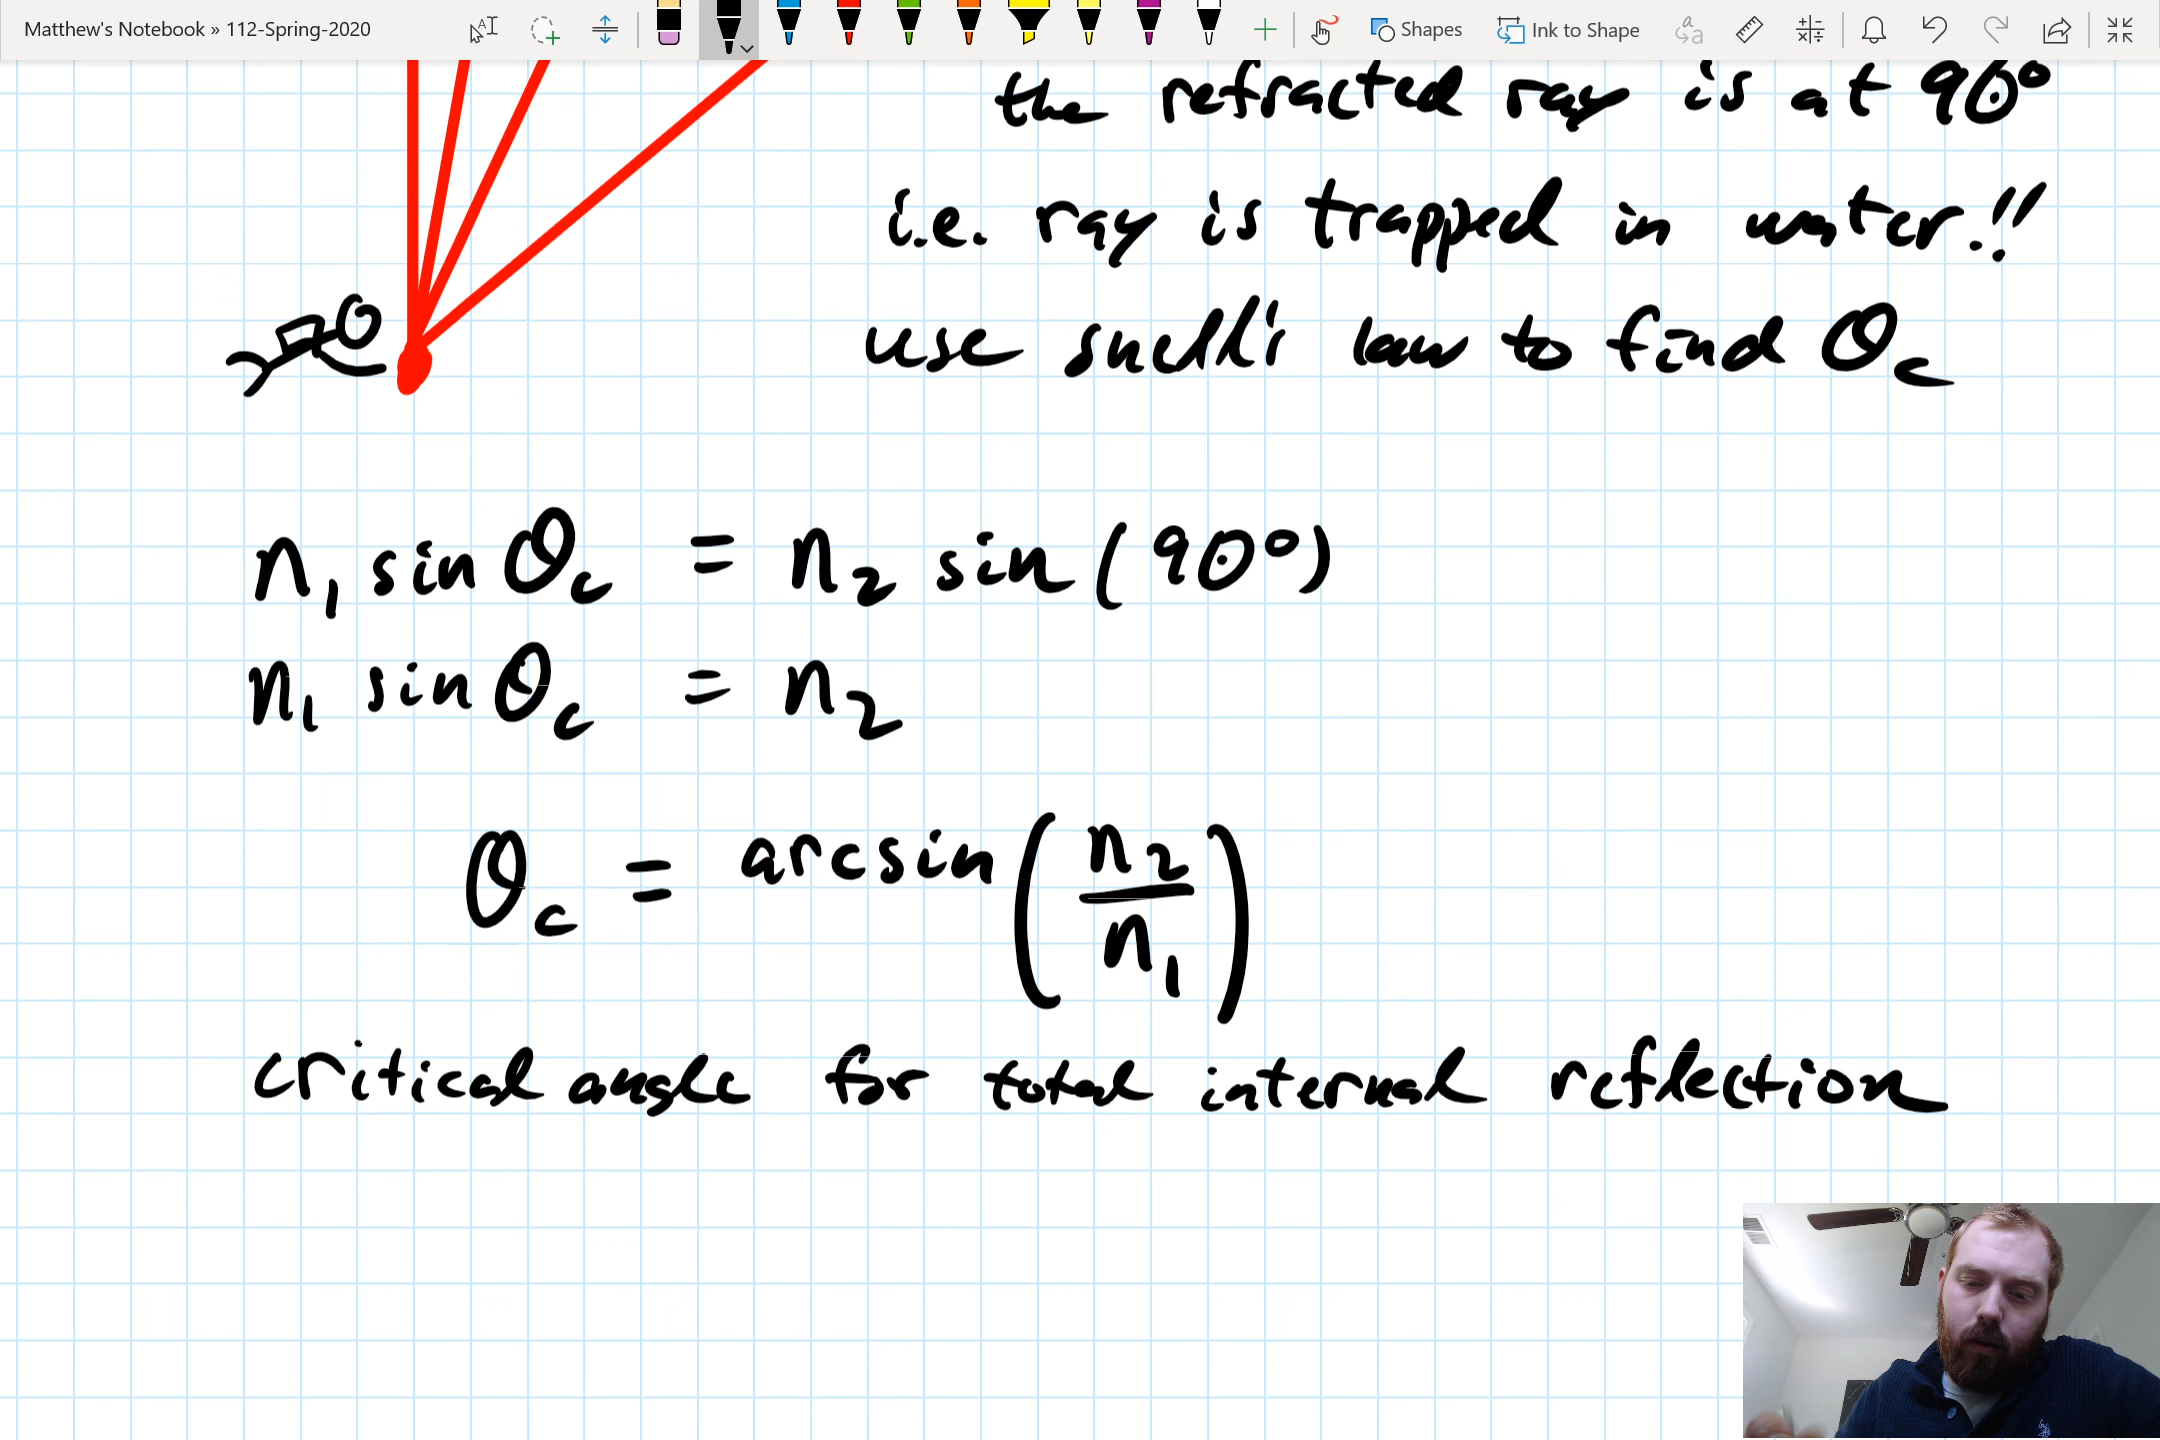 Matthew's Notebook » 112-Spring-2020
Shapes
Ink to Shape
the refracted ray is at 90°
i.e. ray is trapped in water!!
use snell's law to find θc
n₁ sin θc = n₂ sin(90°)
n₁ sin θc = n₂
θc = arcsin(n₂/n₁)
critical angle for total internal reflection